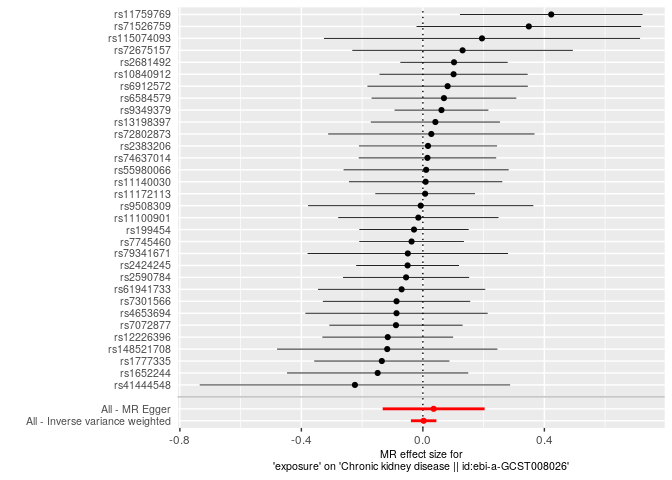 rs11759769
rs71526759
rs115074093
rs72675157
rs2681492
rs10840912
rs6912572
rs6584579
rs9349379
rs13198397
rs72802873
rs2383206
rs74637014
rs55980066
rs11140030
rs11172113
rs9508309
rs11100901
rs199454
rs7745460
rs79341671
rs2424245
rs2590784
rs61941733
rs7301566
rs4653694
rs7072877
rs12226396
rs148521708
rs1777335
rs1652244
rs41444548
All - MR Egger
All - Inverse variance weighted
-0.8 -0.4 0.0 0.4
MR effect size for
'exposure' on 'Chronic kidney disease || id:ebi-a-GCST008026'